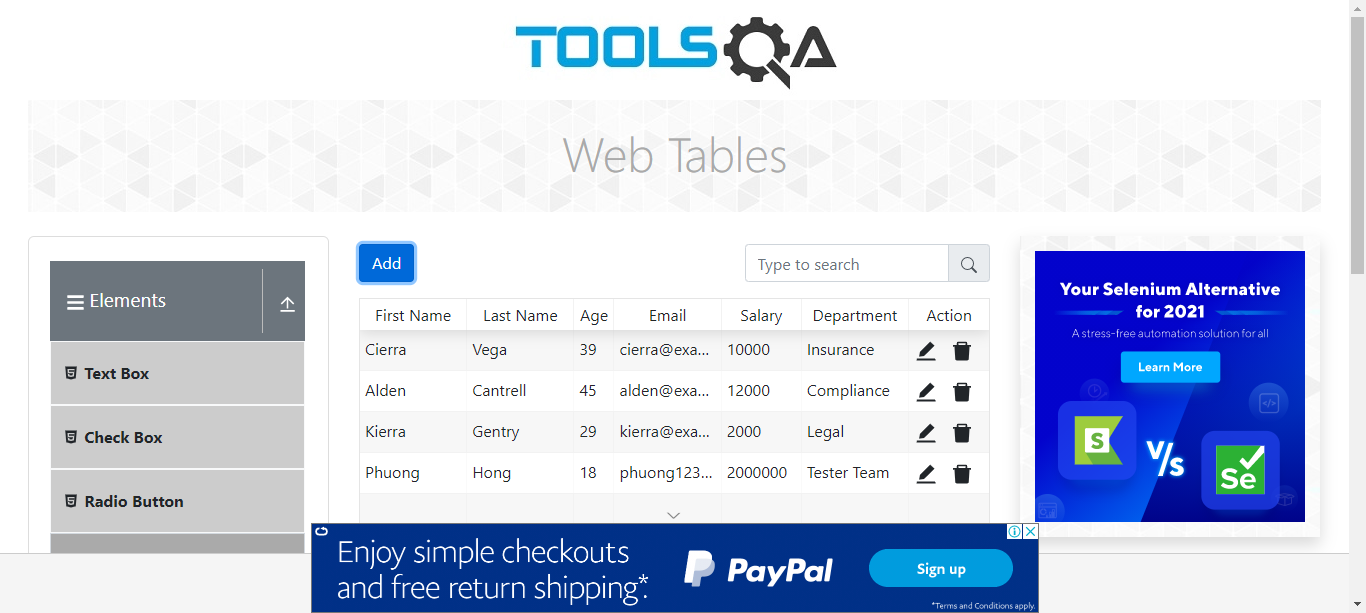 TOOLSQA
Web Tables
Elements
Text Box
Check Box
Radio Button
Add
Type to search
First Name Last Name Age Email Salary Department Action
Cierra Vega 39 cierra@exa... 10000 Insurance
Alden Cantrell 45 alden@exa... 12000 Compliance
Kierra Gentry 29 kierra@exa... 2000 Legal
Phuong Hong 18 phuong123... 2000000 Tester Team
Your Selenium Alternative
for 2021
A stress-free automation solution for all
Learn More
S
V/s
Se
Enjoy simple checkouts
and free return shipping.*
PayPal
Sign up
*Terms and Conditions apply.